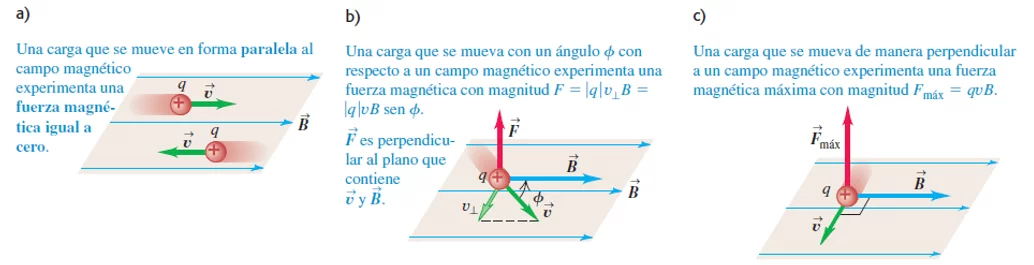 a)
Una carga que se mueve en forma paralela al
campo magnético
experimenta una
fuerza magné-
tica igual a
cero.
q
v
q
v
B
b)
Una carga que se mueva con un ángulo ϕ con
respecto a un campo magnético experimenta una
fuerza magnética con magnitud F = |q|v⊥B =
|q|vB sen ϕ.
F es perpendicu-
lar al plano que
contiene
v y B.
F
q
B
B
ϕ
v⊥
v
c)
Una carga que se mueva de manera perpendicular
a un campo magnético experimenta una fuerza
magnética máxima con magnitud Fmáx = qvB.
Fmáx
q
B
v